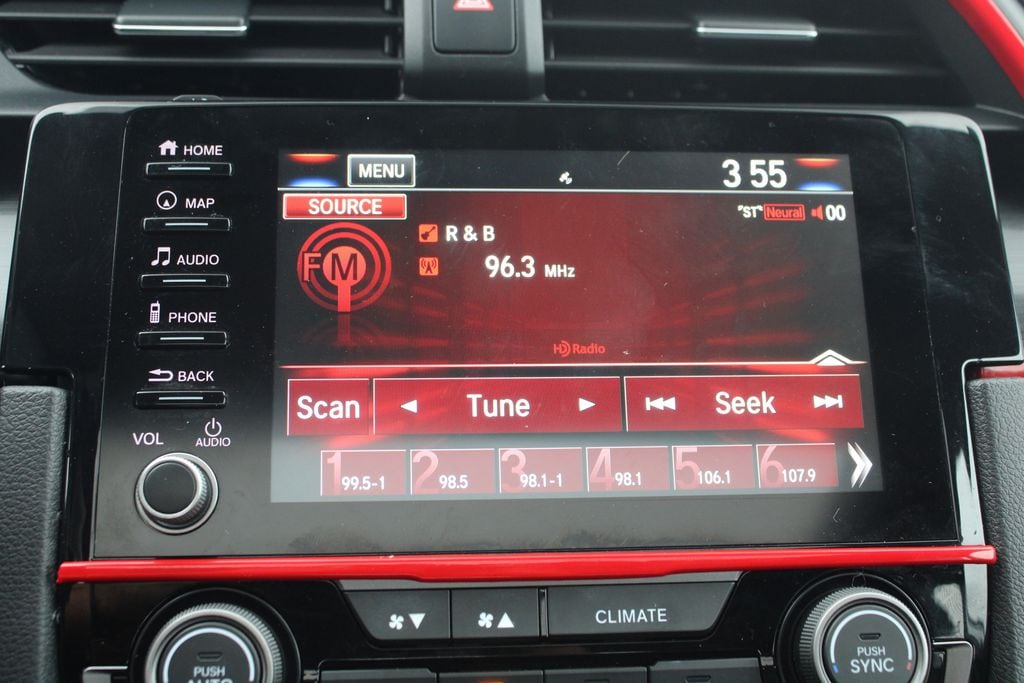 HOME
MENU
3 55
MAP
SOURCE
"ST" Neural 00
R & B
AUDIO
FM
96.3 MHz
PHONE
HD Radio
BACK
Scan
Tune
Seek
VOL
AUDIO
1 99.5-1
2 98.5
3 98.1-1
4 98.1
5 106.1
6 107.9
CLIMATE
PUSH
AUTO
PUSH
SYNC